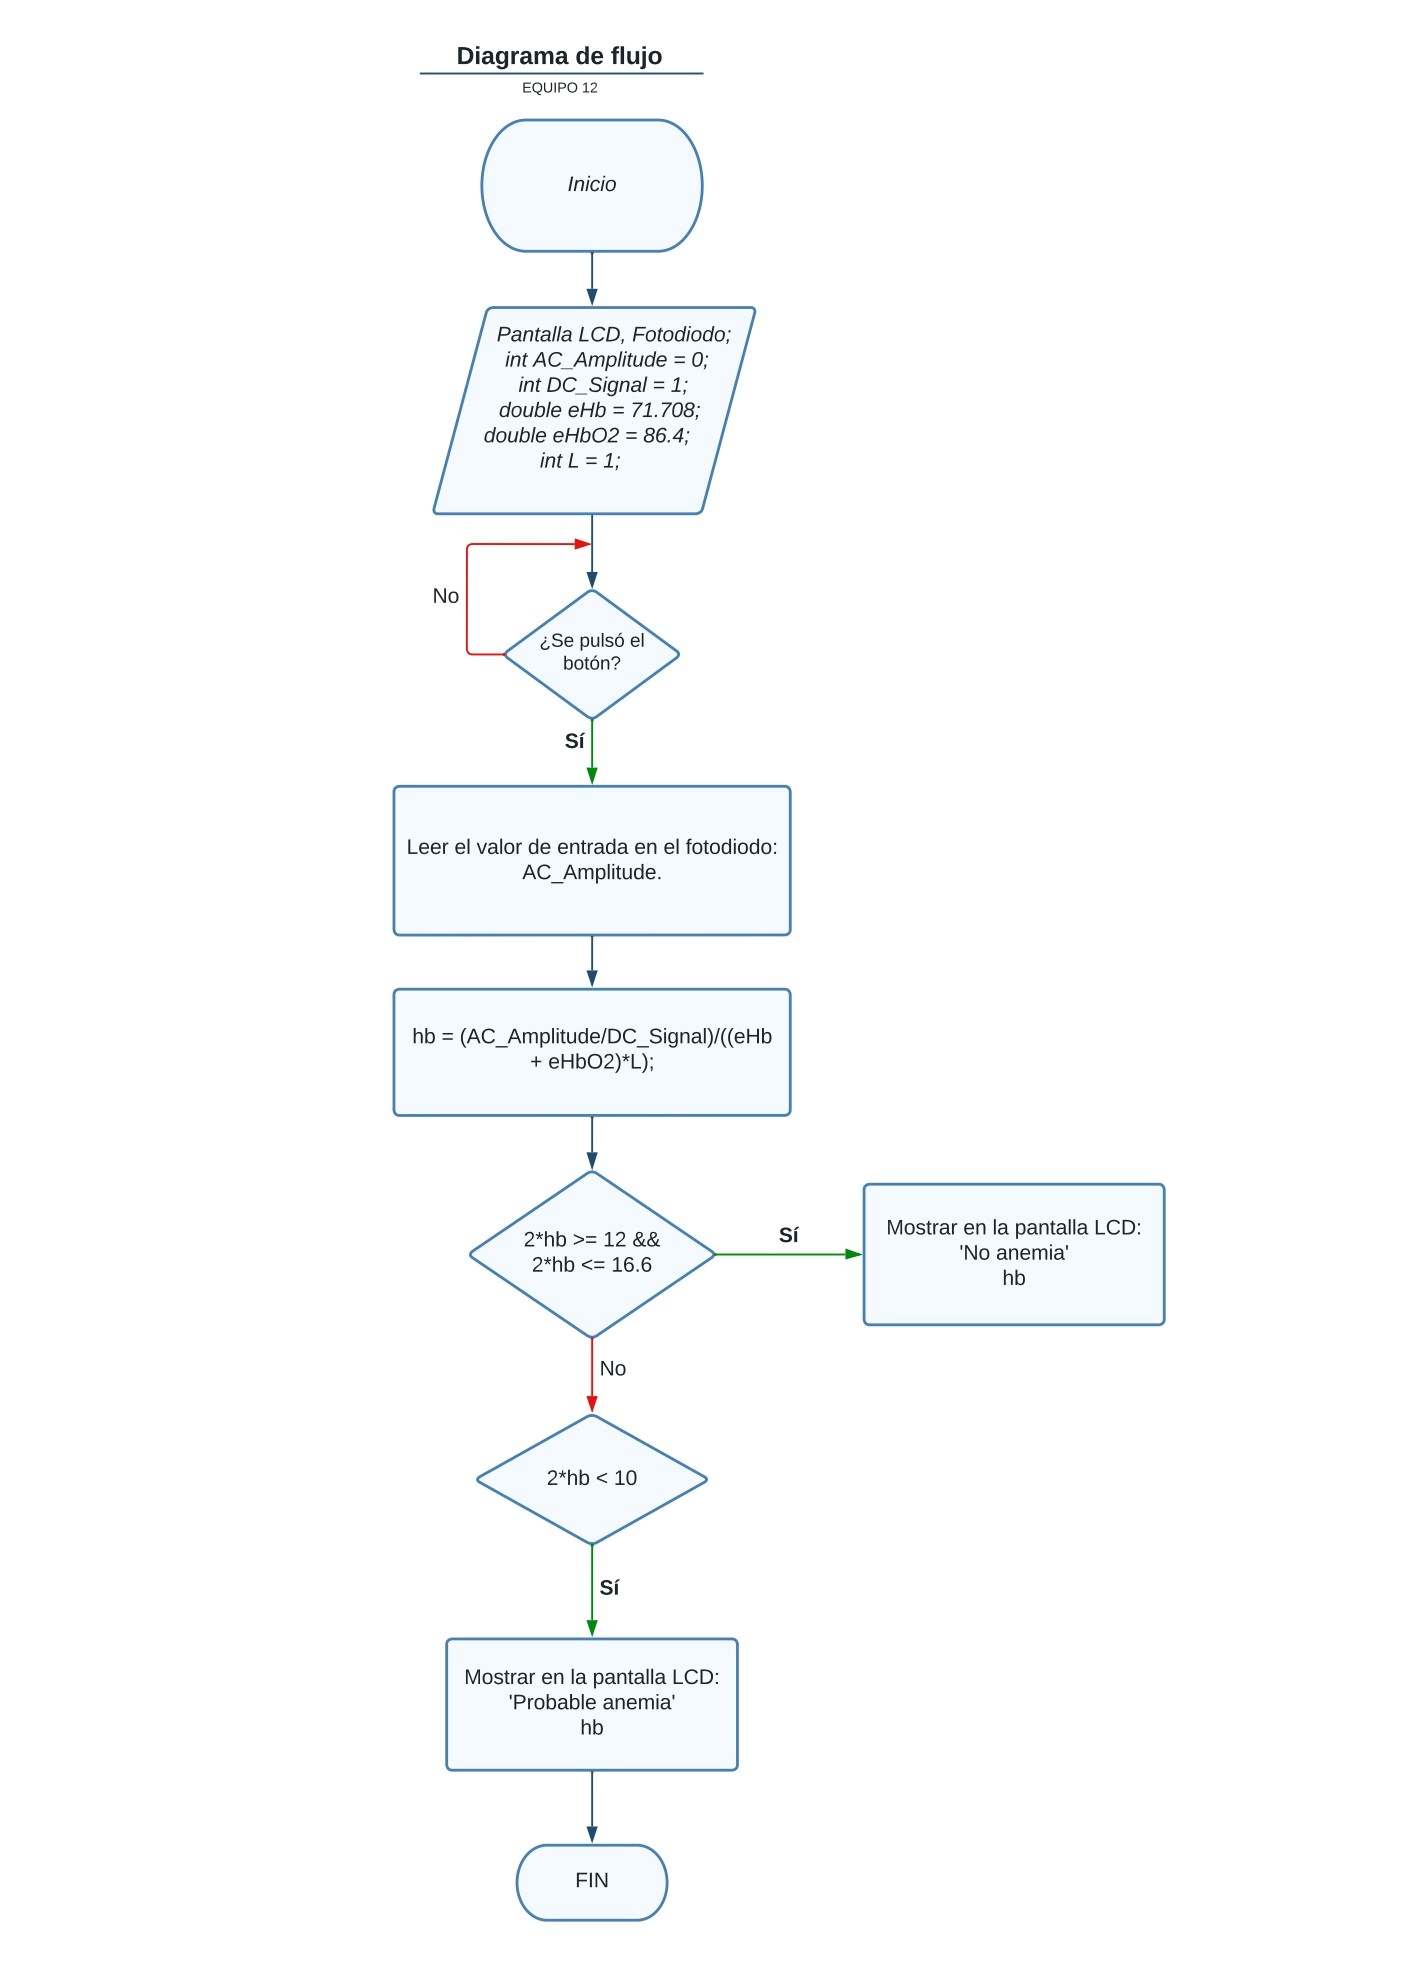 Diagrama de flujo
EQUIPO 12
Inicio
Pantalla LCD, Fotodiodo;
int AC_Amplitude = 0;
int DC_Signal = 1;
double eHb = 71.708;
double eHbO2 = 86.4;
int L = 1;
No
¿Se pulsó el
botón?
Sí
Leer el valor de entrada en el fotodiodo:
AC_Amplitude.
hb = (AC_Amplitude/DC_Signal)/((eHb
+ eHbO2)*L);
2*hb >= 12 &&
2*hb <= 16.6
Sí
Mostrar en la pantalla LCD:
'No anemia'
hb
No
2*hb < 10
Sí
Mostrar en la pantalla LCD:
'Probable anemia'
hb
FIN